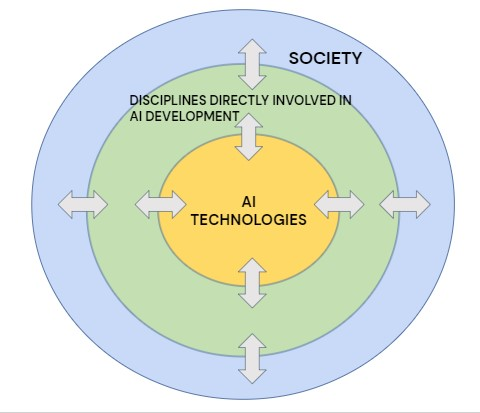 SOCIETY
DISCIPLINES DIRECTLY INVOLVED IN
AI DEVELOPMENT
AI
TECHNOLOGIES